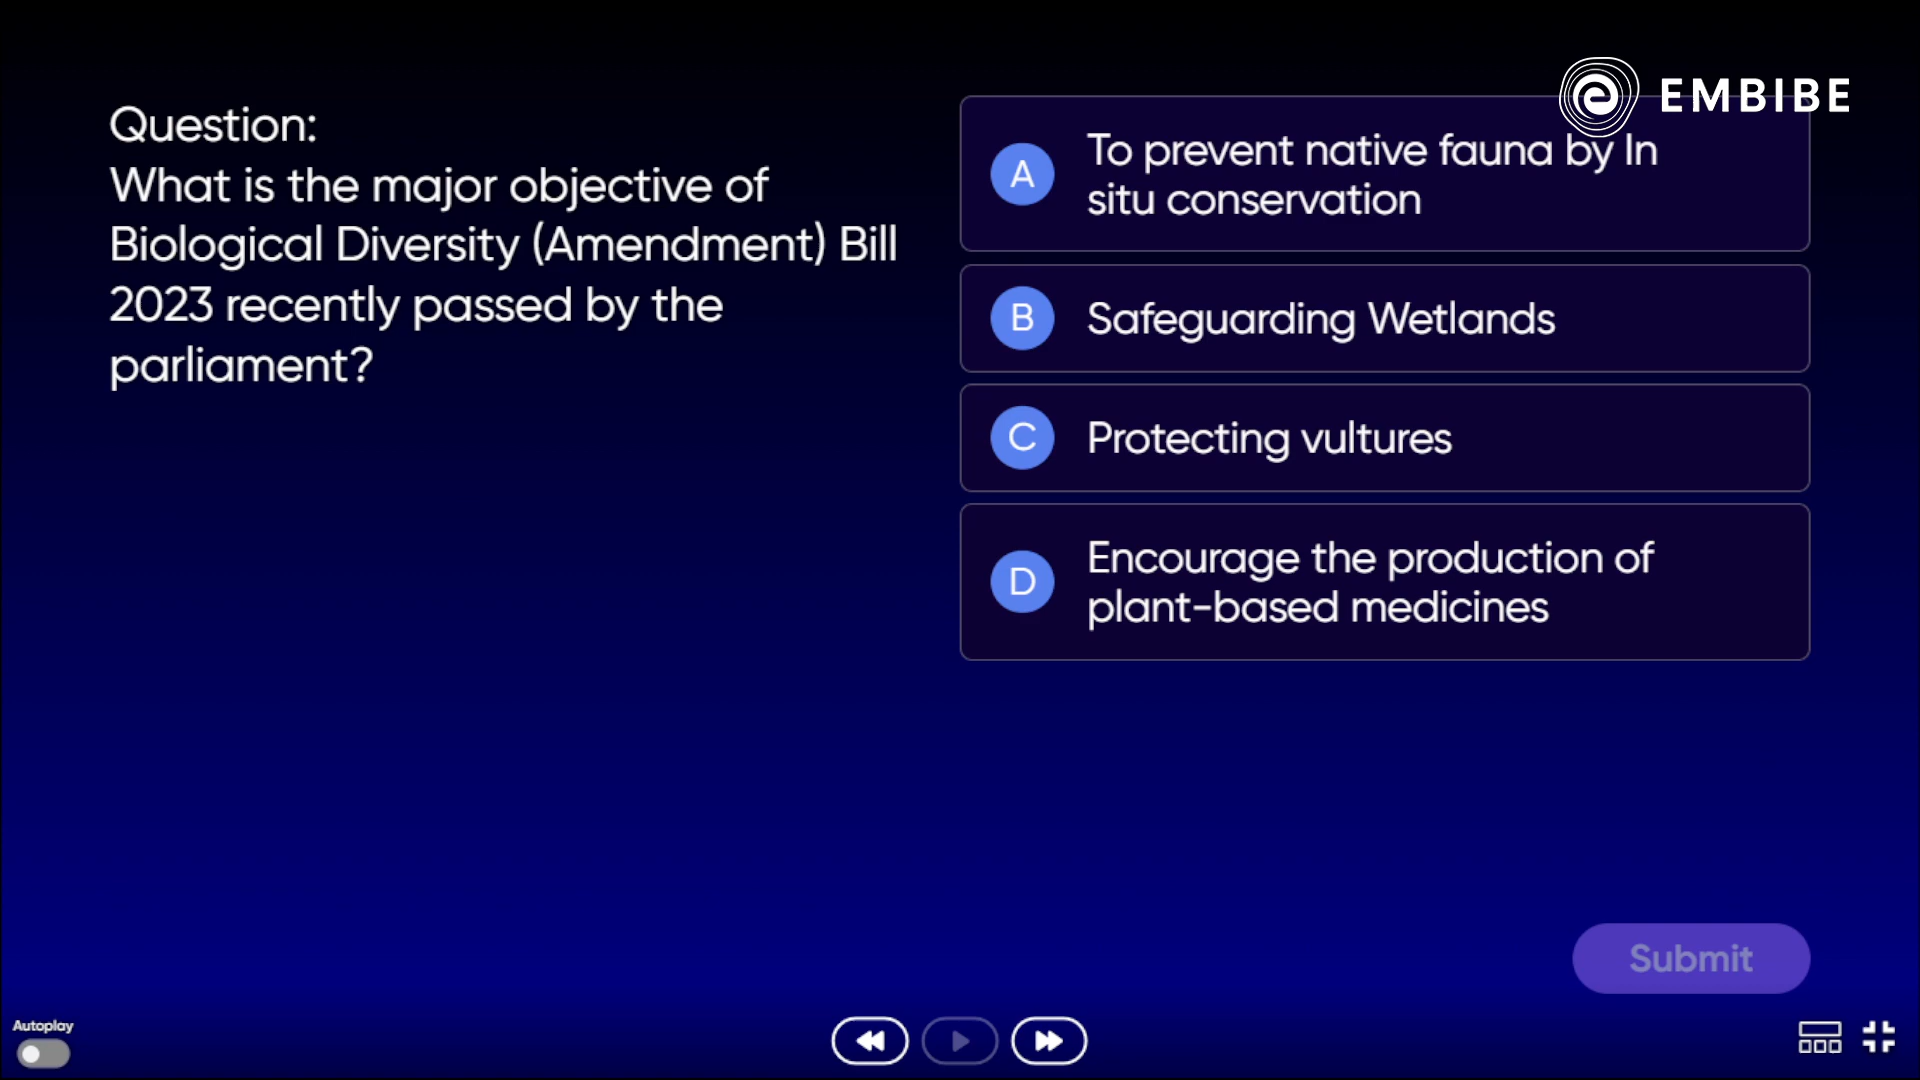 EMBIBE
Question:
What is the major objective of
Biological Diversity (Amendment) Bill
2023 recently passed by the
parliament?
A
To prevent native fauna by In
situ conservation
B
Safeguarding Wetlands
C
Protecting vultures
D
Encourage the production of
plant-based medicines
Submit
Autoplay